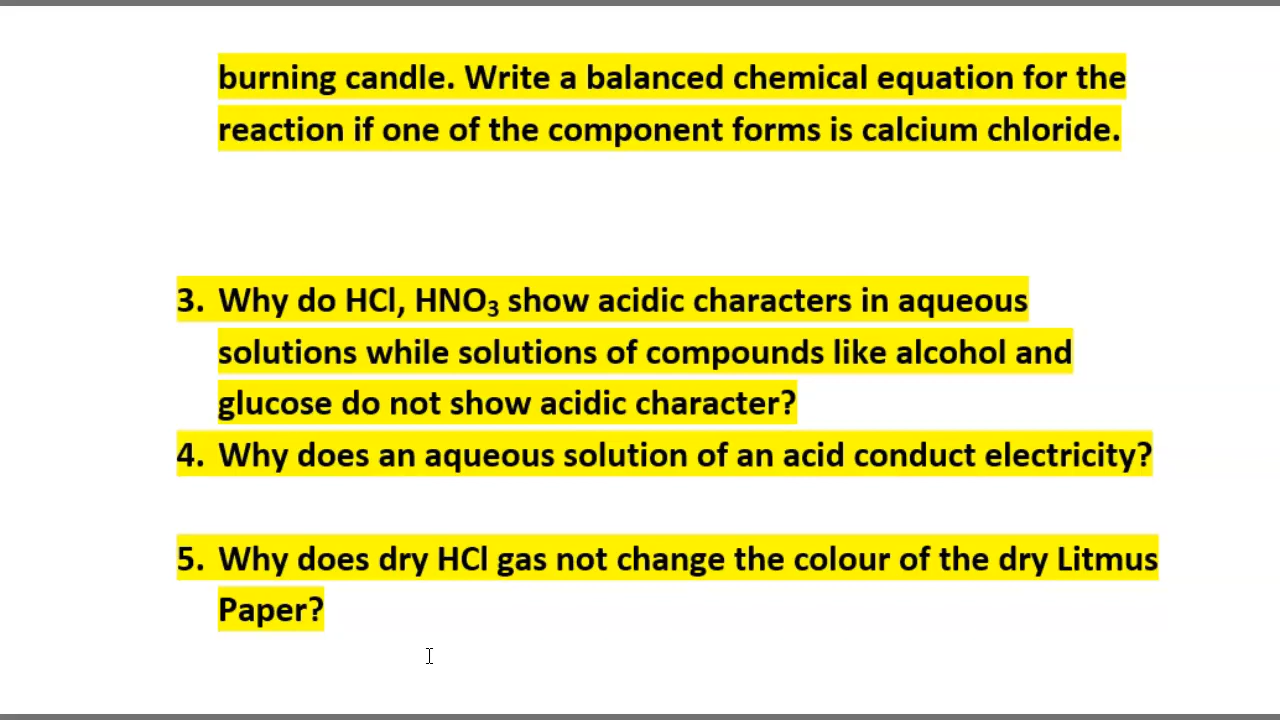 burning candle. Write a balanced chemical equation for the
reaction if one of the component forms is calcium chloride.
3. Why do HCl, HNO₃ show acidic characters in aqueous
solutions while solutions of compounds like alcohol and
glucose do not show acidic character?
4. Why does an aqueous solution of an acid conduct electricity?
5. Why does dry HCl gas not change the colour of the dry Litmus
Paper?